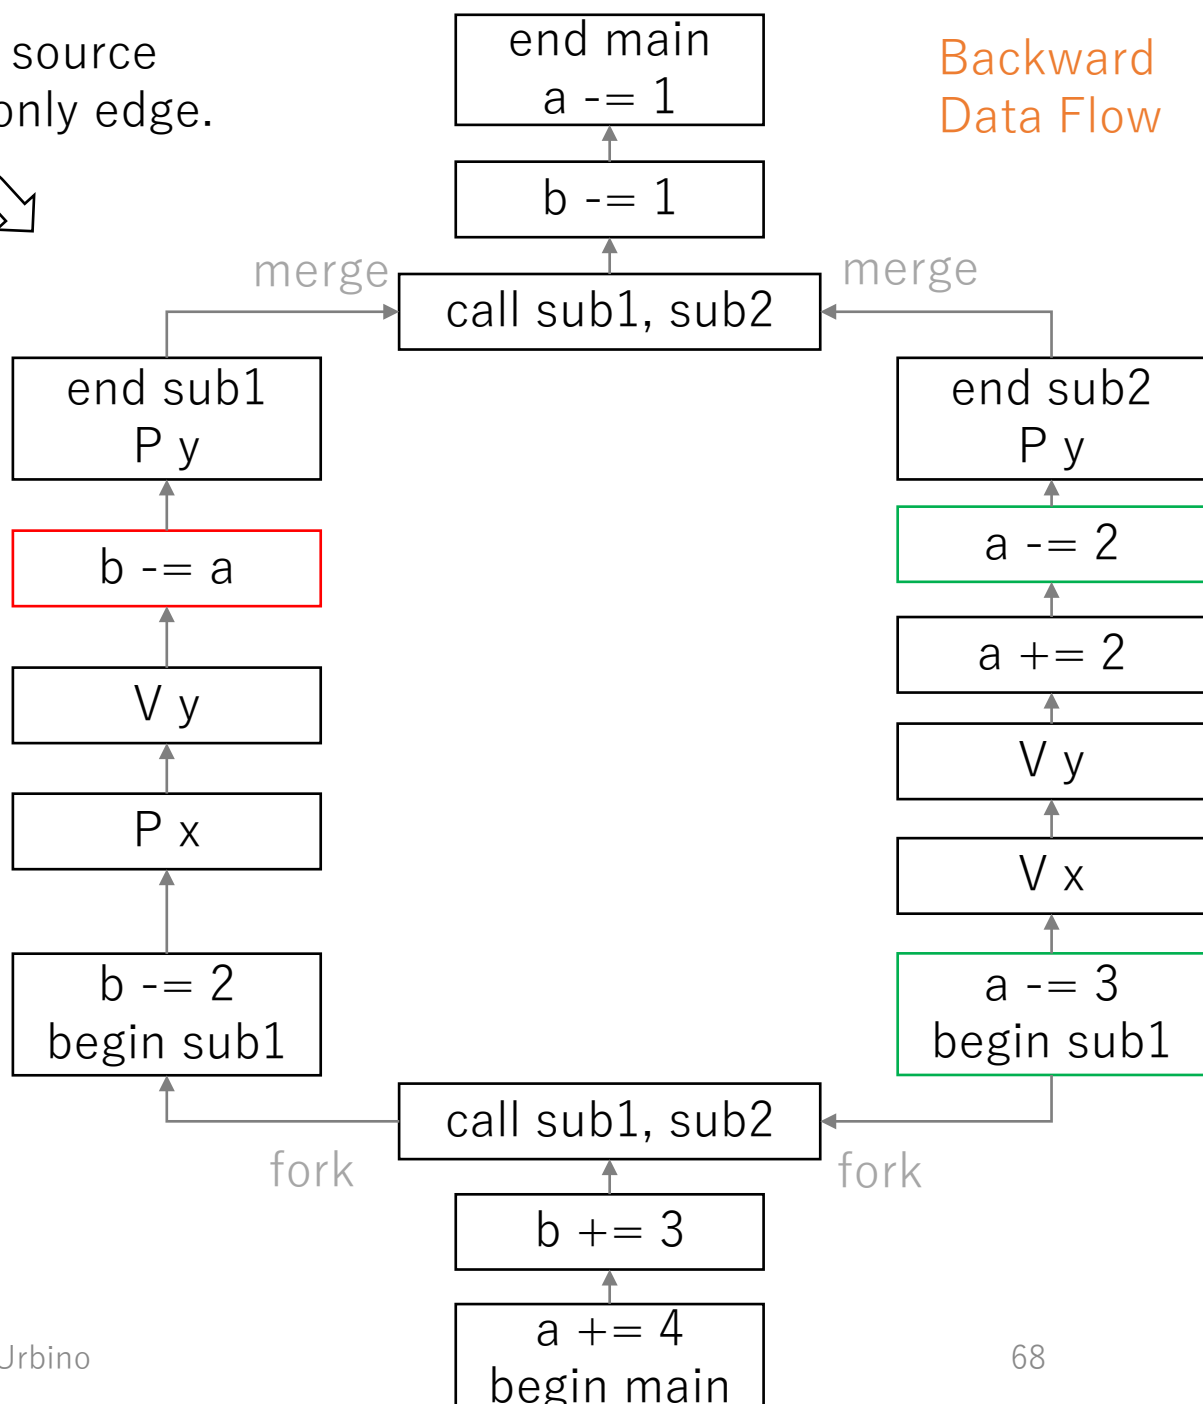 source
only edge.
end main
a -= 1
Backward
Data Flow
b -= 1
merge
call sub1, sub2
merge
end sub1
P y
b -= a
V y
P x
b -= 2
begin sub1
end sub2
P y
a -= 2
a += 2
V y
V x
a -= 3
begin sub1
call sub1, sub2
fork
fork
b += 3
a += 4
begin main
Urbino
68